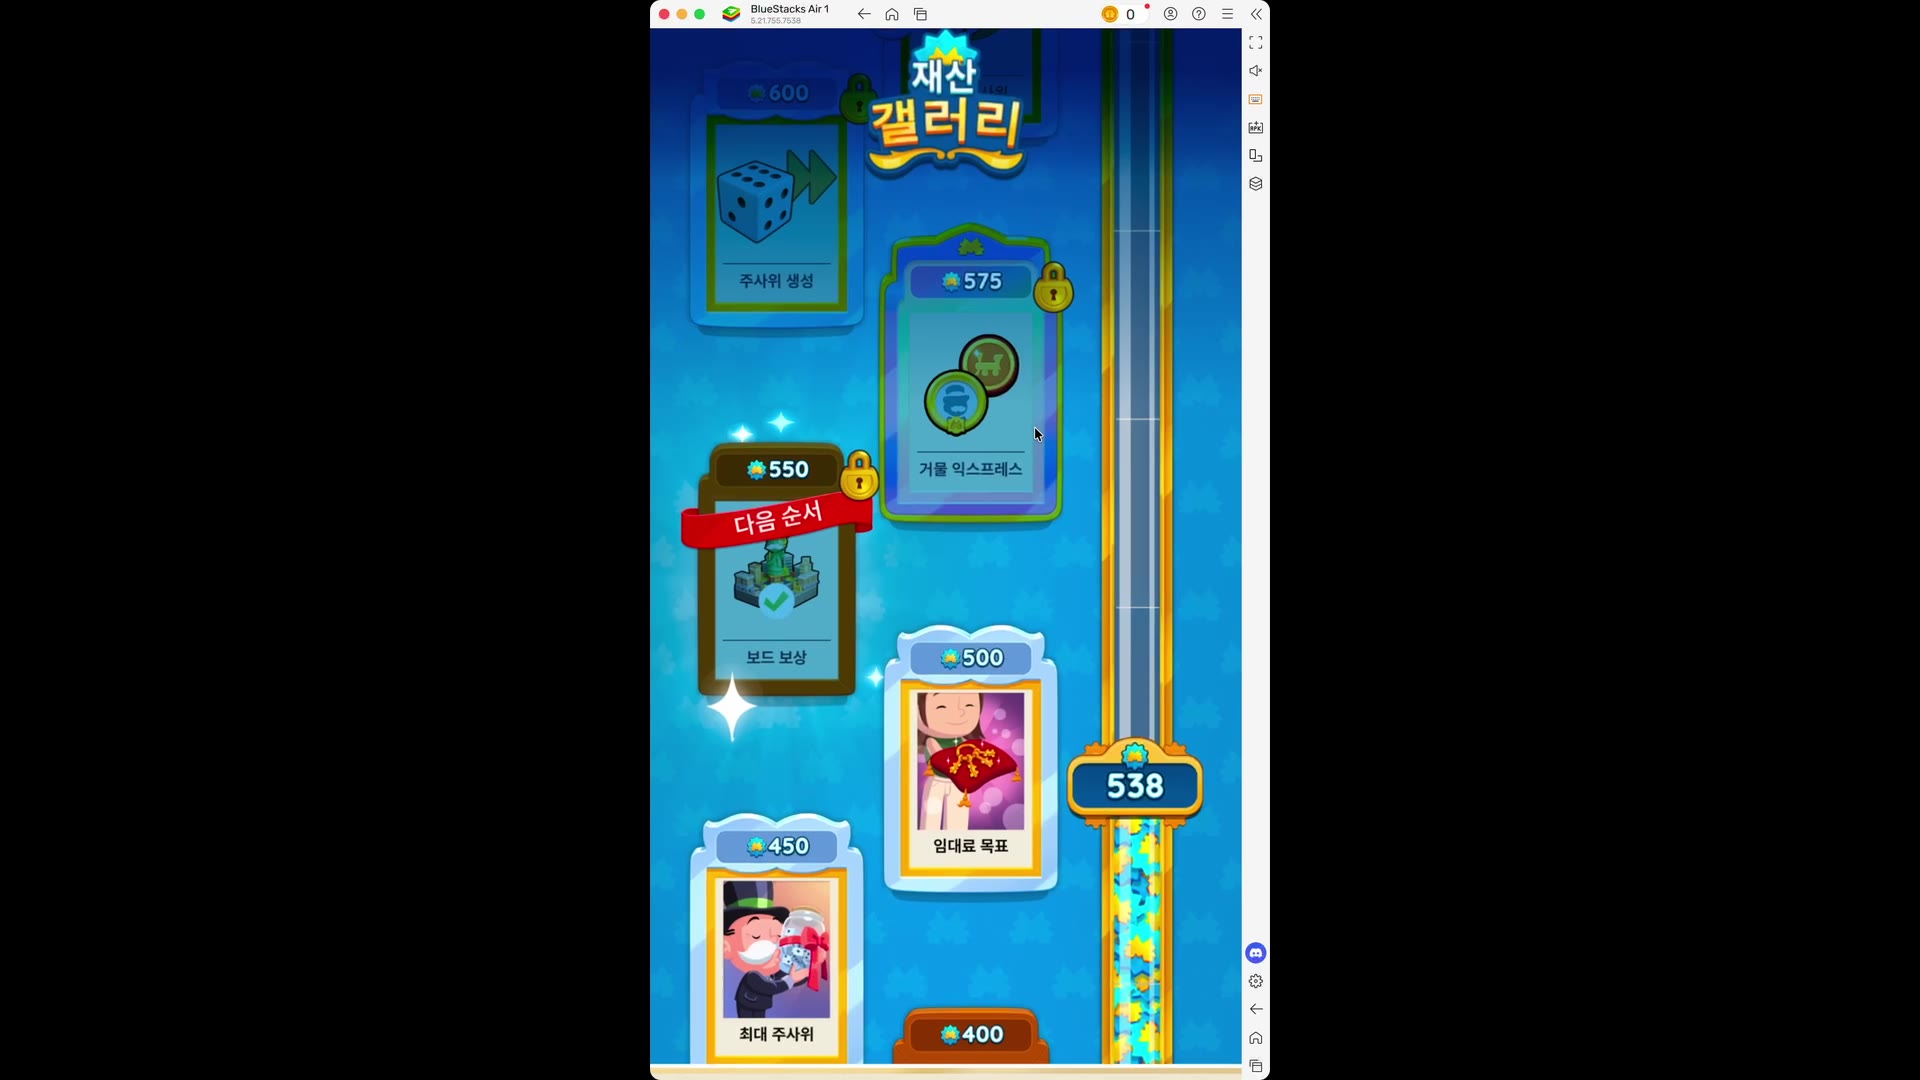 BlueStacks Air 1
5.21.755.7538
0
재산
갤러리
600
주사위 생성
575
거물 익스프레스
550
다음 순서
보드 보상
500
임대료 목표
538
450
최대 주사위
400